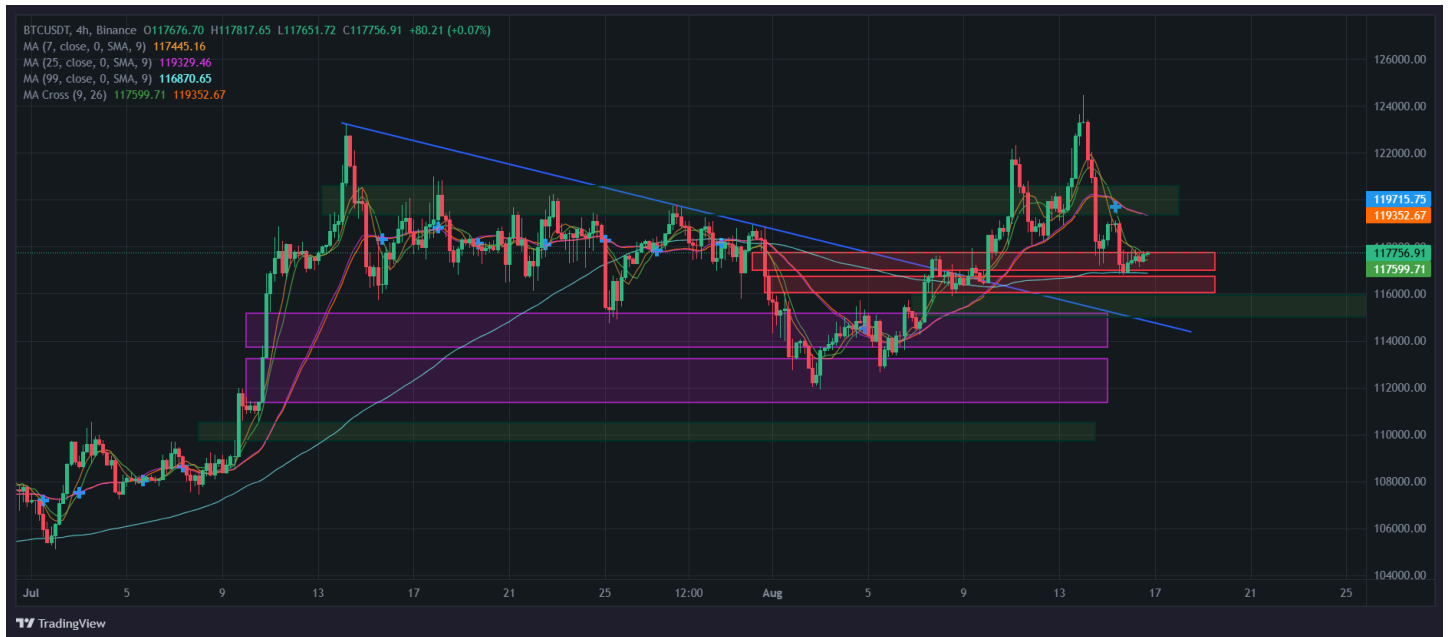 BTCUSDT, 4h, Binance O117676.70 H117817.65 L117651.72 C117756.91 +80.21 (+0.07%)
MA (7, close, 0, SMA, 9) 117445.16
MA (25, close, 0, SMA, 9) 119329.46
MA (99, close, 0, SMA, 9) 116870.65
MA Cross (9, 26) 117599.71 119352.67
126000.00
124000.00
122000.00
119715.75
119352.67
117756.91
117599.71
116000.00
114000.00
112000.00
110000.00
108000.00
106000.00
104000.00
Jul 5 9 13 17 21 25 12:00 Aug 5 9 13 17 21 25
TradingView